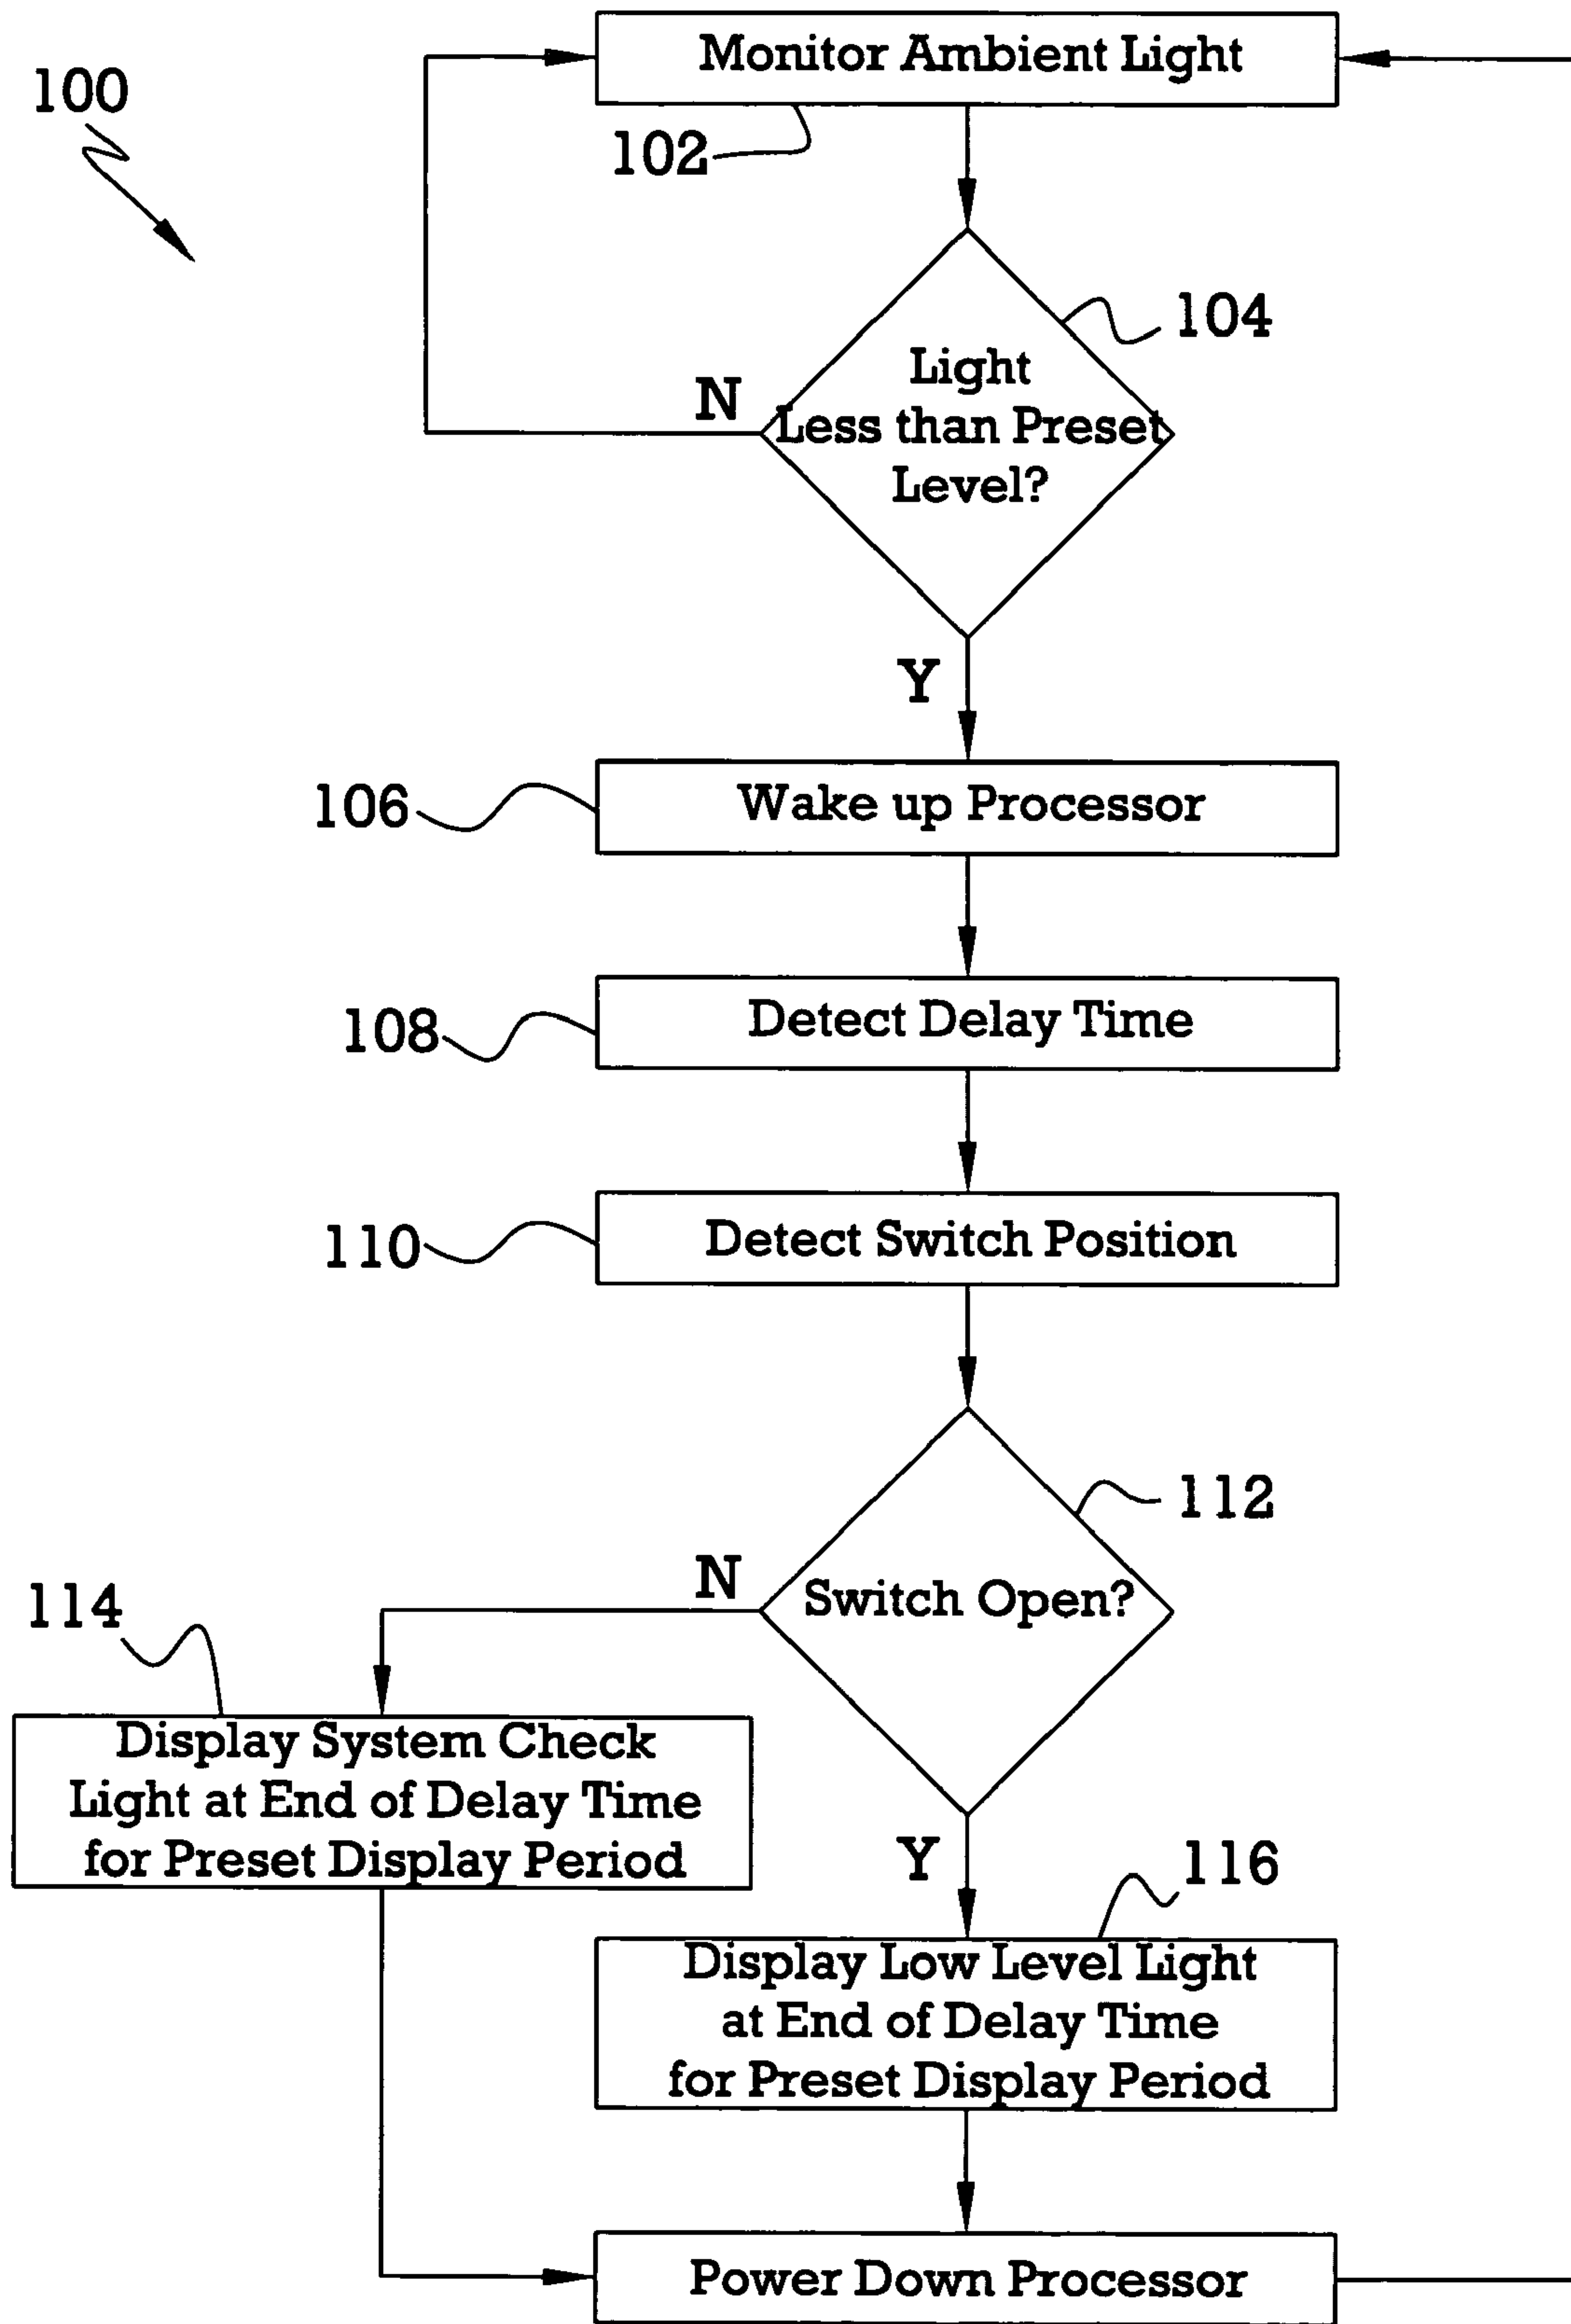 Monitor Ambient Light
100
102
104
Light
Less than Preset
Level?
N
Y
106
Wake up Processor
108
Detect Delay Time
110
Detect Switch Position
112
Switch Open?
N
114
Display System Check
Light at End of Delay Time
for Preset Display Period
Y
116
Display Low Level Light
at End of Delay Time
for Preset Display Period
Power Down Processor